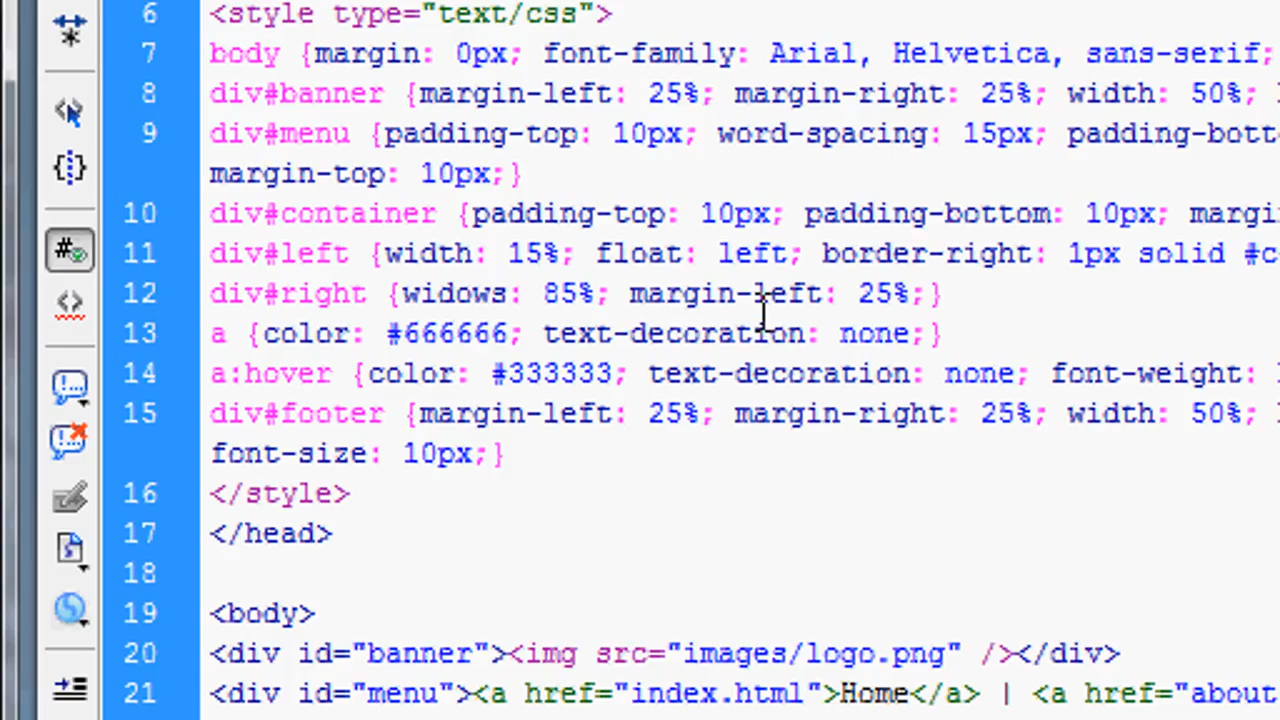 6 <style type="text/css">
7 body {margin: 0px; font-family: Arial, Helvetica, sans-serif;
8 div#banner {margin-left: 25%; margin-right: 25%; width: 50%;
9 div#menu {padding-top: 10px; word-spacing: 15px; padding-bott
margin-top: 10px;}
10 div#container {padding-top: 10px; padding-bottom: 10px; margi
11 div#left {width: 15%; float: left; border-right: 1px solid #c
12 div#right {widows: 85%; margin-left: 25%;}
13 a {color: #666666; text-decoration: none;}
14 a:hover {color: #333333; text-decoration: none; font-weight:
15 div#footer {margin-left: 25%; margin-right: 25%; width: 50%;
font-size: 10px;}
16 </style>
17 </head>
18
19 <body>
20 <div id="banner"><img src="images/logo.png" /></div>
21 <div id="menu"><a href="index.html">Home</a> | <a href="about